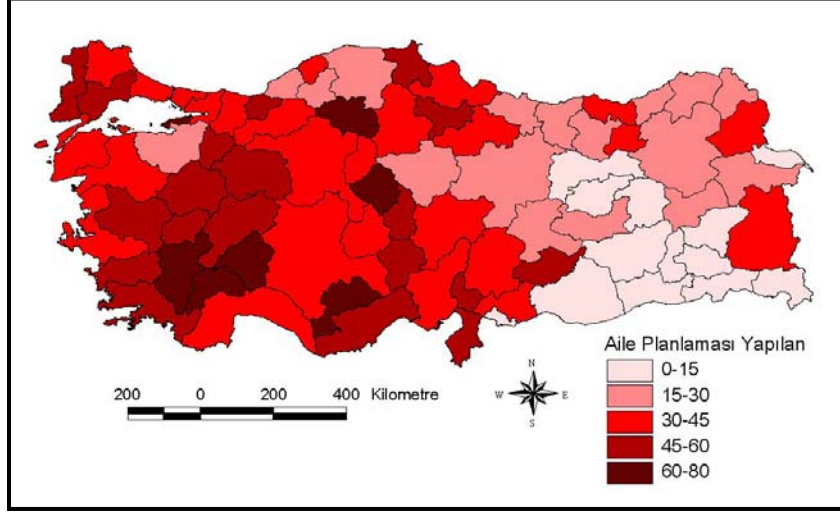 Aile Planlaması Yapılan
0-15
15-30
30-45
45-60
60-80
N
W E
S
200 0 200 400 Kilometre